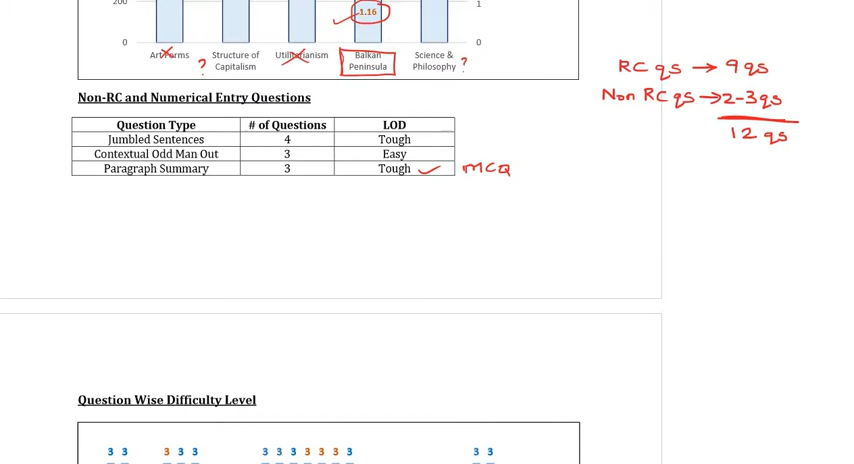 200
1.16
1
0
0
Art Forms
Structure of
Capitalism
?
Utilitarianism
Balkan
Peninsula
Science &
Philosophy
?
RC qs → 9 qs
Non RC qs → 2-3 qs
12 qs
Non-RC and Numerical Entry Questions
Question Type # of Questions LOD
Jumbled Sentences 4 Tough
Contextual Odd Man Out 3 Easy
Paragraph Summary 3 Tough ✓ MCQ
Question Wise Difficulty Level
3 3 3 3 3 3 3 3 3 3 3 3 3